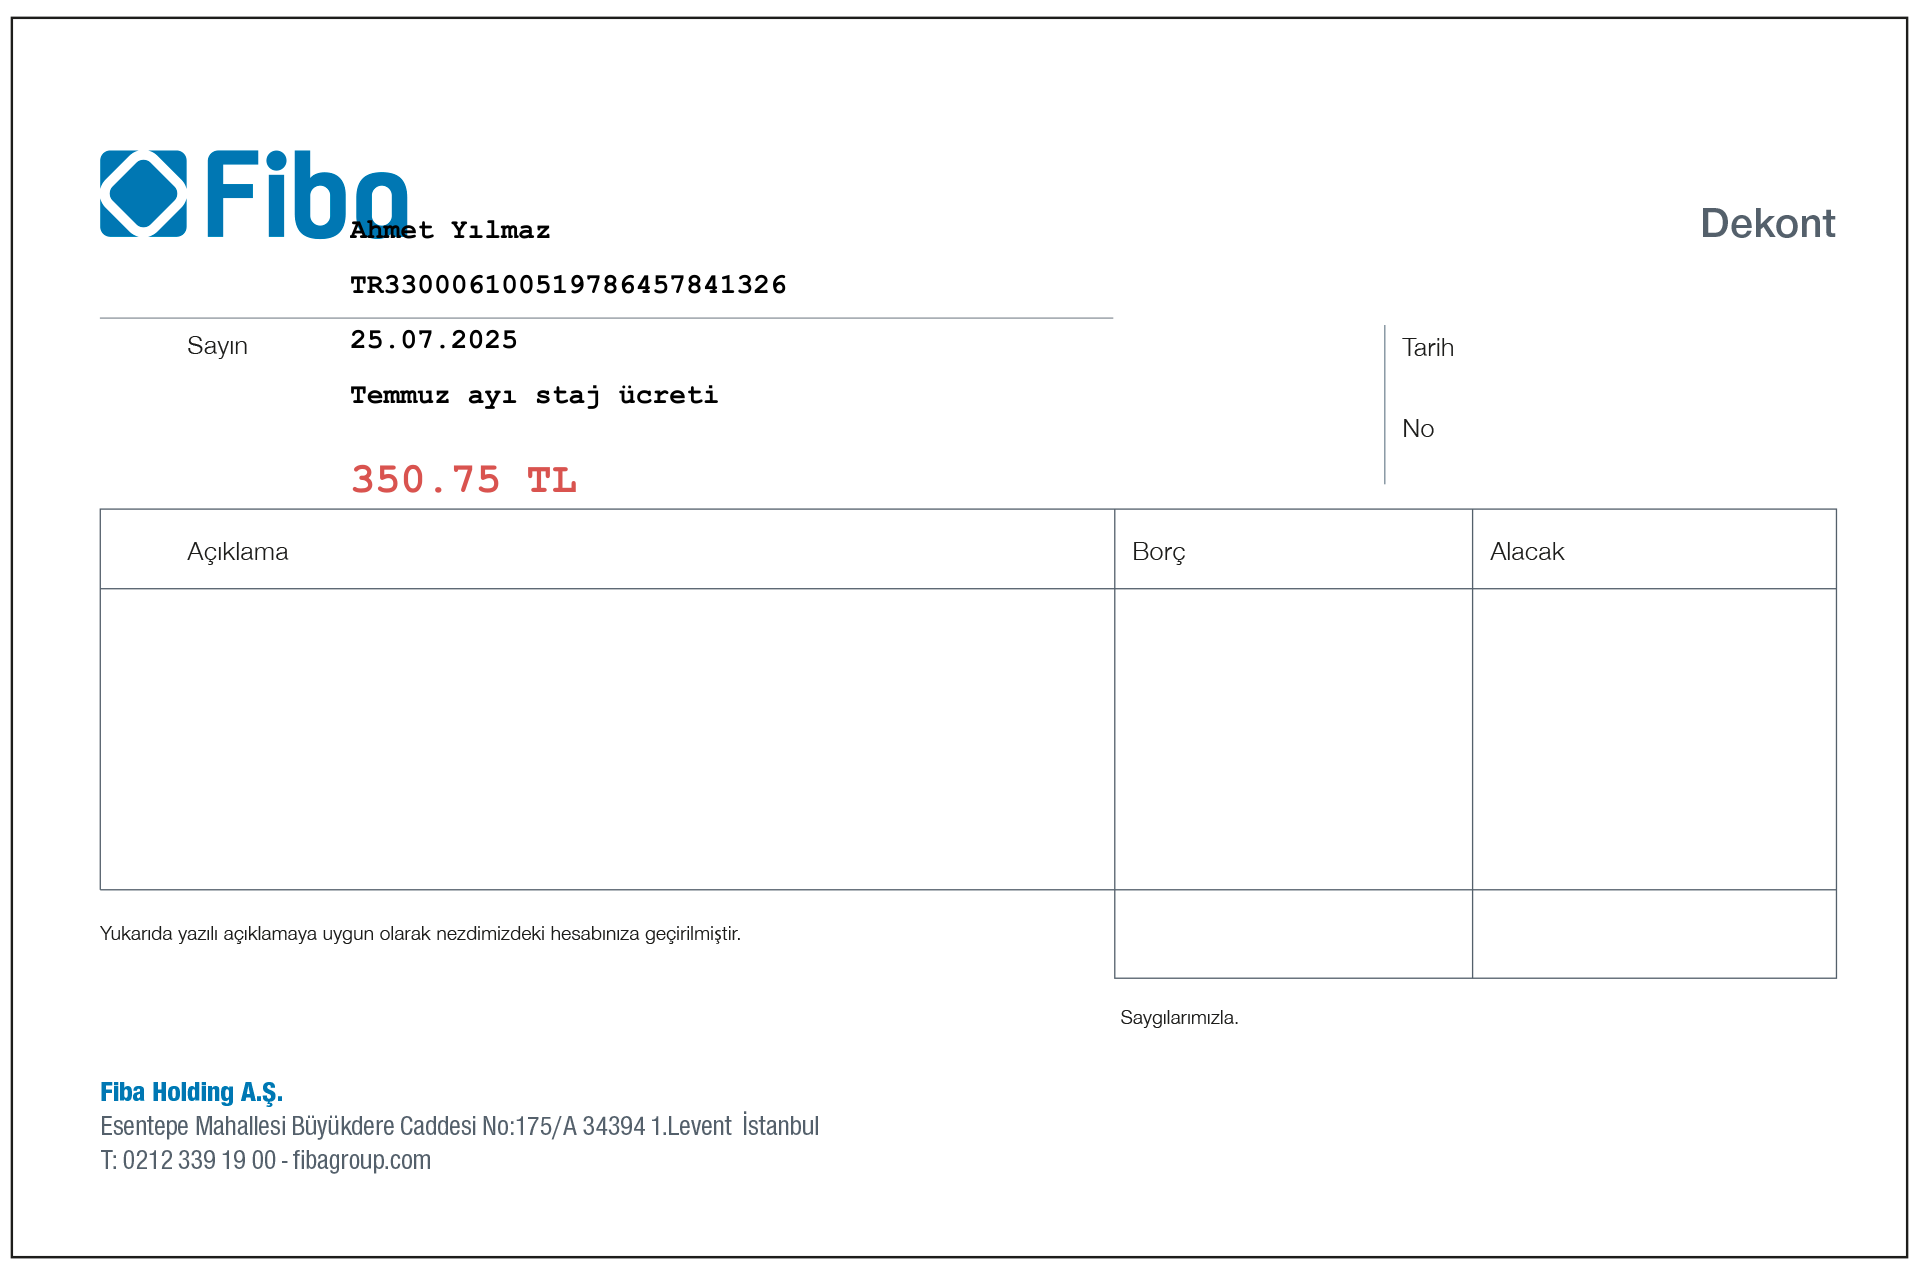 Fiba
Ahmet Yılmaz
Dekont
TR330006100519786457841326
Sayın
25.07.2025
Tarih
Temmuz ayı staj ücreti
No
350.75 TL
Açıklama
Borç
Alacak
Yukarıda yazılı açıklamaya uygun olarak nezdimizdeki hesabınıza geçirilmiştir.
Saygılarımızla.
Fiba Holding A.Ş.
Esentepe Mahallesi Büyükdere Caddesi No:175/A 34394 1.Levent İstanbul
T: 0212 339 19 00 - fibagroup.com